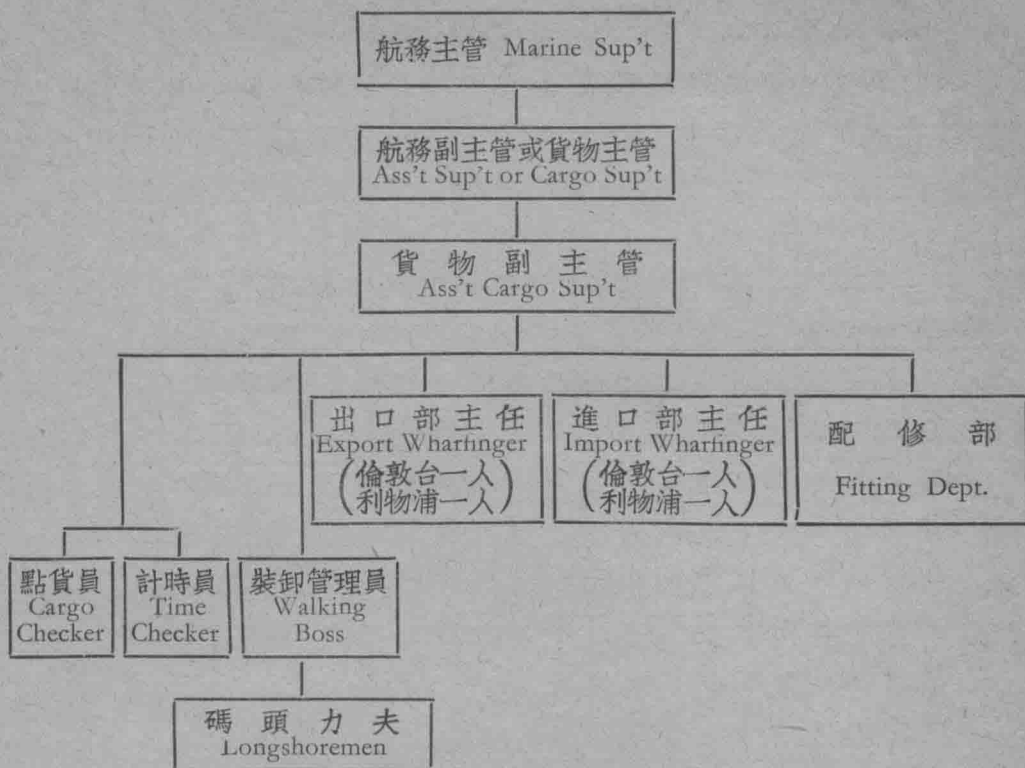 航務主管 Marine Sup't
航務副主管或貨物主管
Ass't Sup't or Cargo Sup't
貨物副主管
Ass't Cargo Sup't
出口部主任
Export Wharfinger
(倫敦台一人
利物浦一人)
進口部主任
Import Wharfinger
(倫敦台一人
利物浦一人)
配修部
Fitting Dept.
點貨員
Cargo
Checker
計時員
Time
Checker
裝卸管理員
Walking
Boss
碼頭力夫
Longshoremen